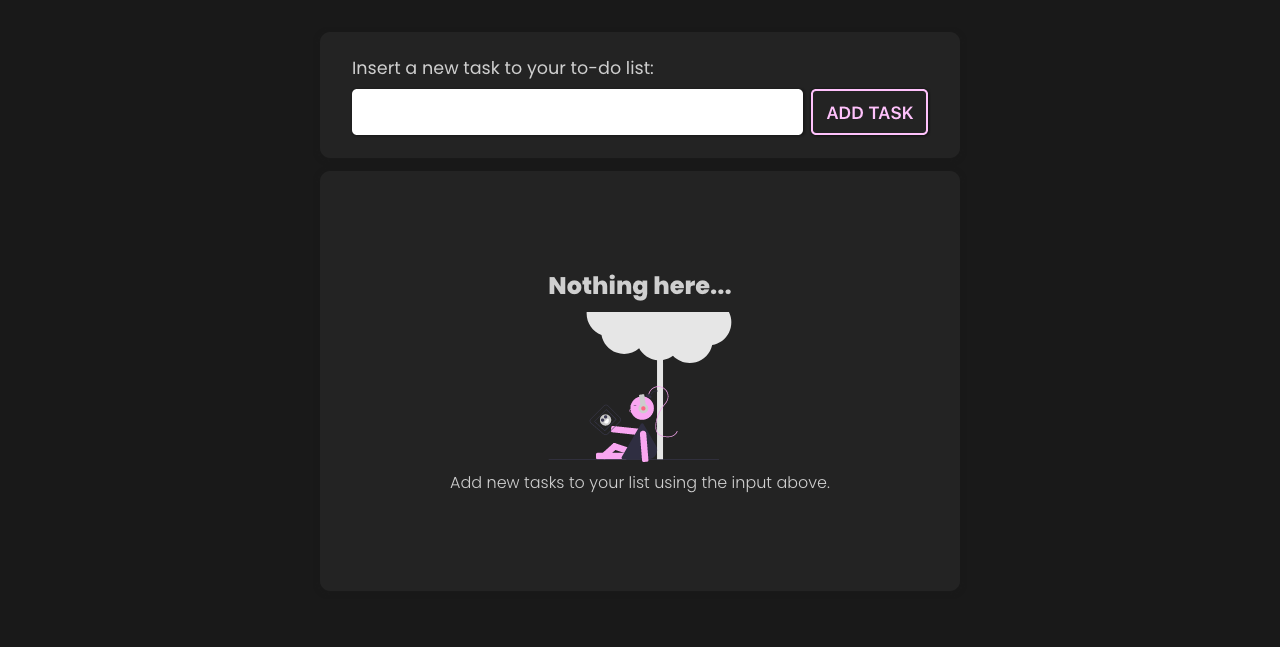 Insert a new task to your to-do list:
ADD TASK
Nothing here...
Add new tasks to your list using the input above.